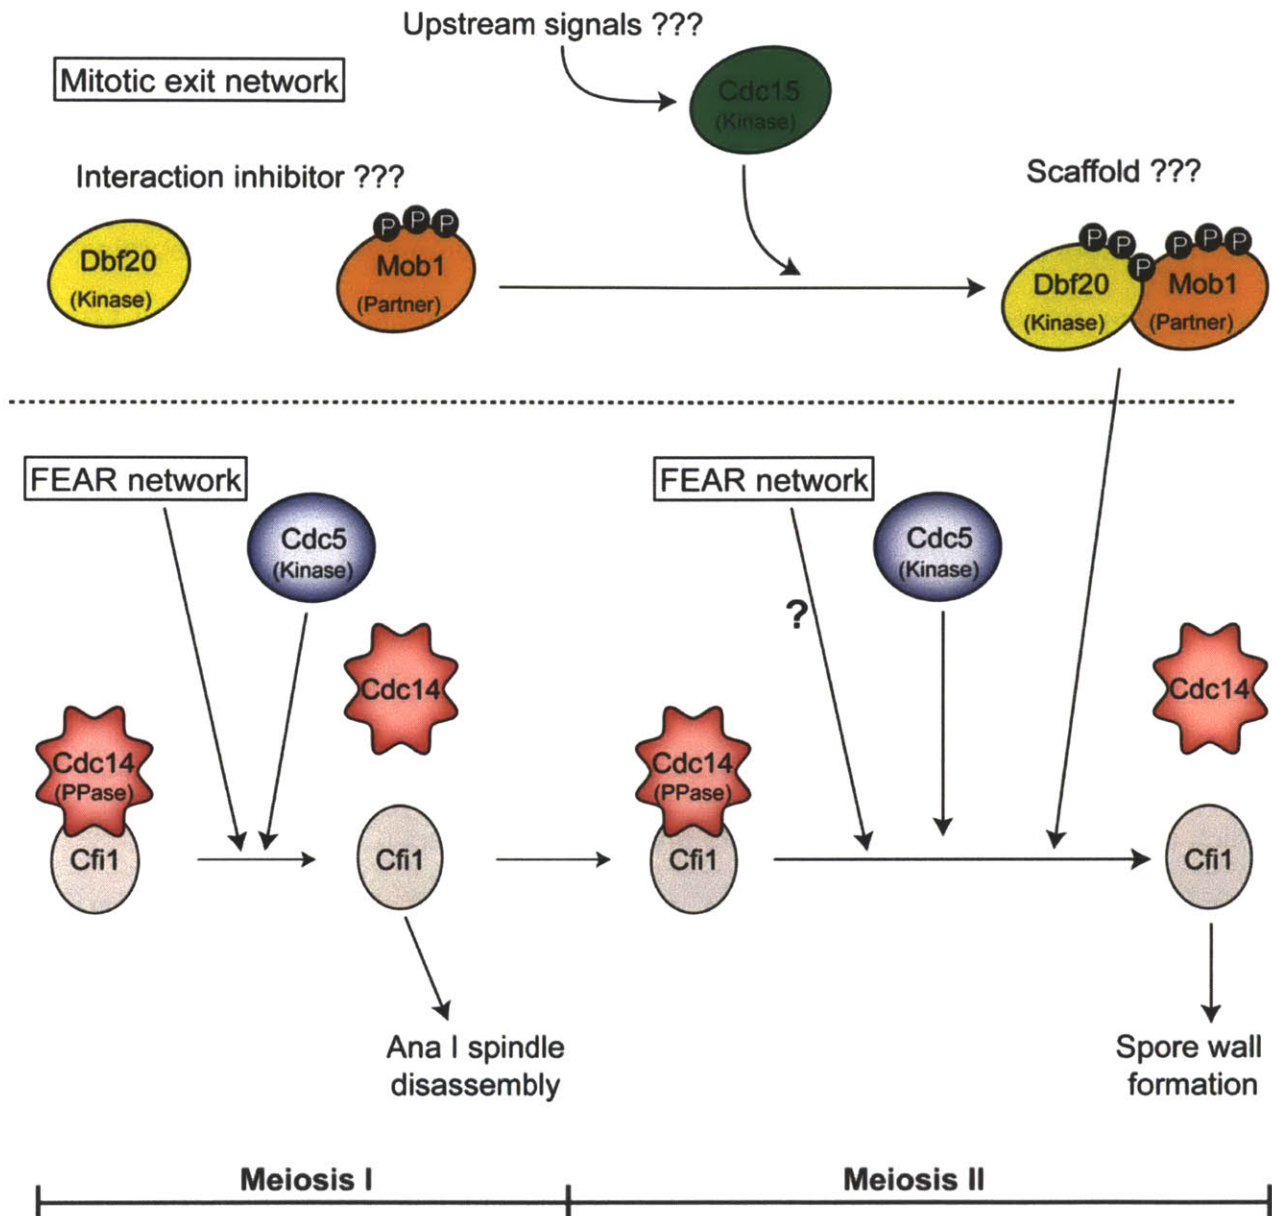 Upstream signals ???
Mitotic exit network
Cdc15
(Kinase)
Interaction inhibitor ???
Scaffold ???
Dbf20
(Kinase)
P P P
Mob1
(Partner)
P P P
Dbf20
(Kinase)
P P P
Mob1
(Partner)
FEAR network
Cdc5
(Kinase)
FEAR network
Cdc5
(Kinase)
?
Cdc14
Cdc14
Cdc14
(PPase)
Cfi1
Cfi1
Cdc14
(PPase)
Cfi1
Cfi1
Ana I spindle
disassembly
Spore wall
formation
Meiosis I
Meiosis II